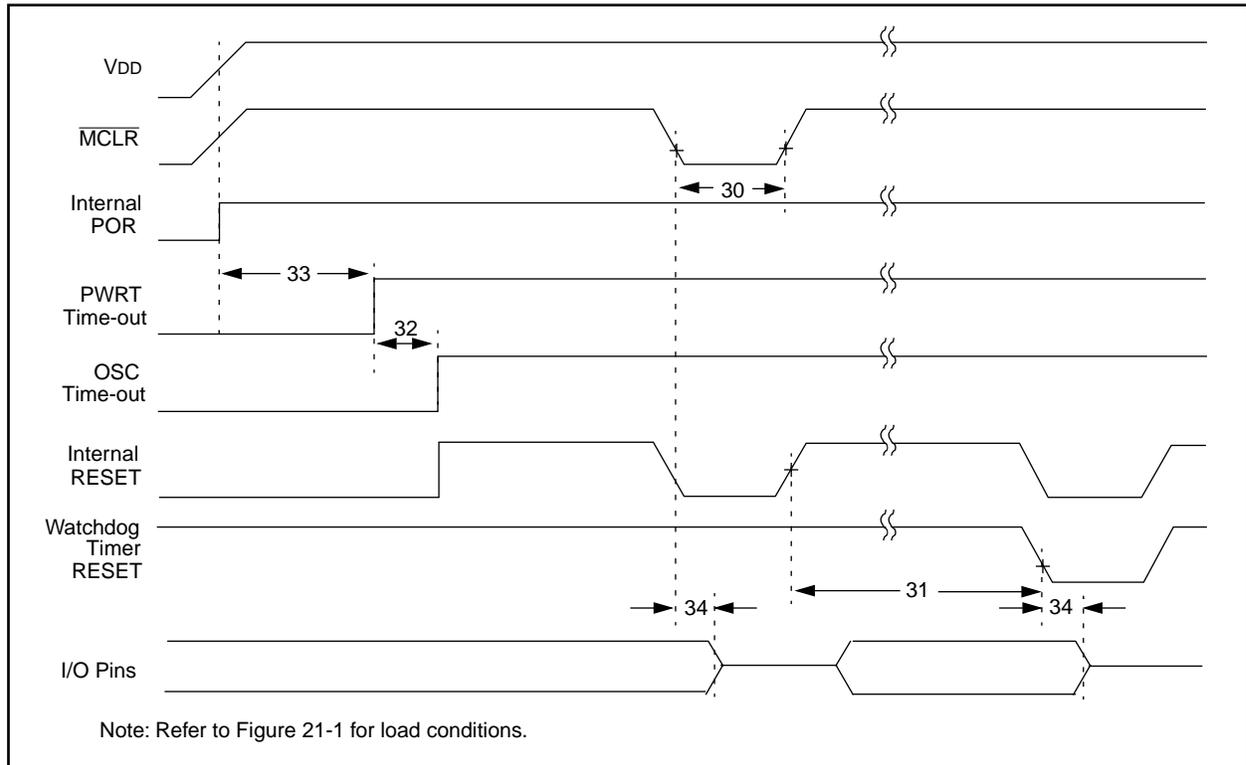 VDD
MCLR
30
Internal
POR
33
PWRT
Time-out
32
OSC
Time-out
Internal
RESET
Watchdog
Timer
RESET
31
34
34
I/O Pins
Note: Refer to Figure 21-1 for load conditions.